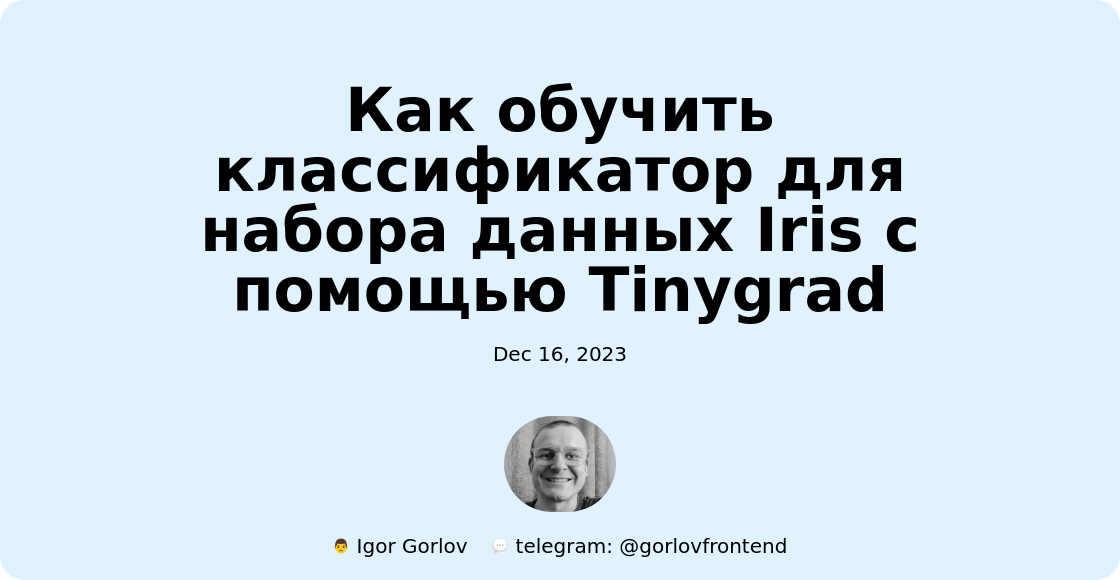 Как обучить
классификатор для
набора данных Iris с
помощью Tinygrad
Dec 16, 2023
Igor Gorlov telegram: @gorlovfrontend